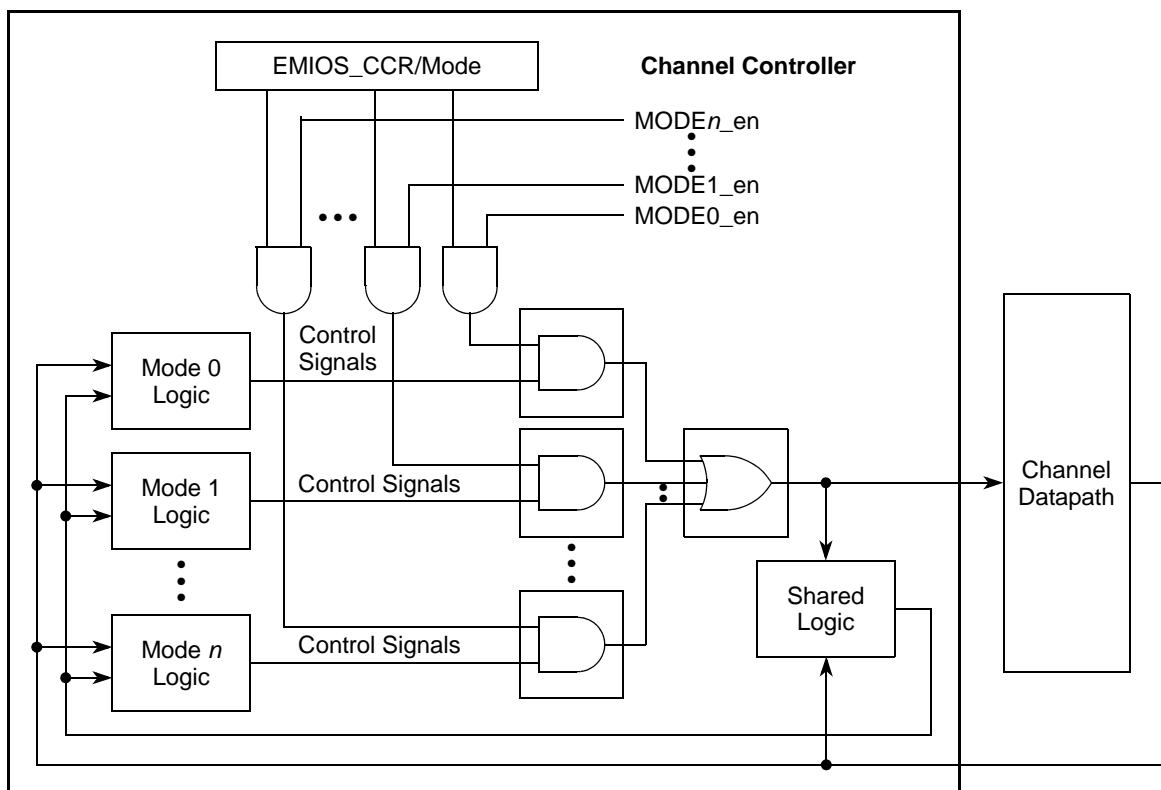 EMIOS_CCR/Mode
Channel Controller
MODEn_en
MODE1_en
MODE0_en
Control
Signals
Mode 0
Logic
Mode 1
Logic
Control Signals
Channel
Datapath
Shared
Logic
Mode n
Logic
Control Signals